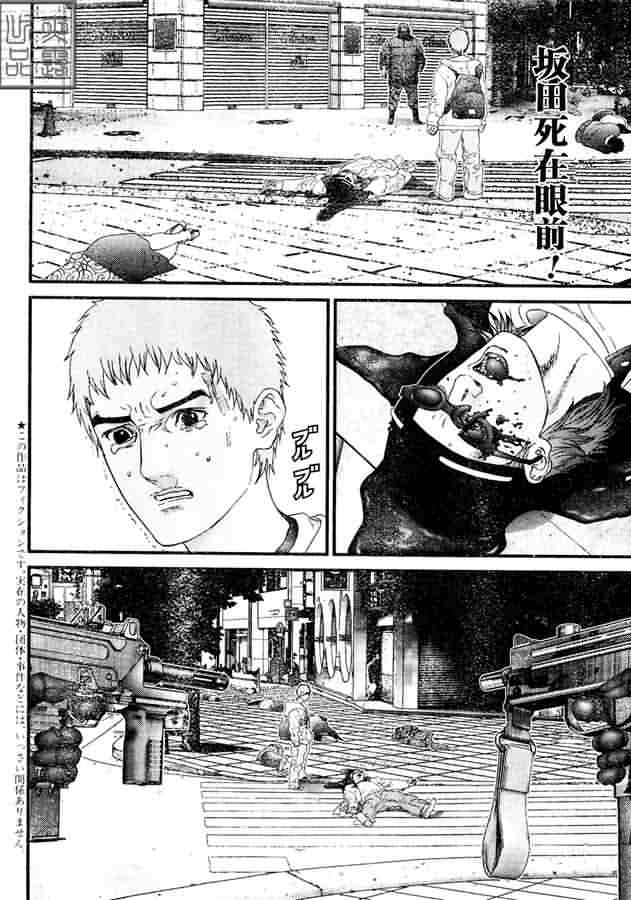 坂田死在眼前！
ブルブル
★この作品はフィクションです。実在の人物・団体・事件などには、いっさい関係ありません。